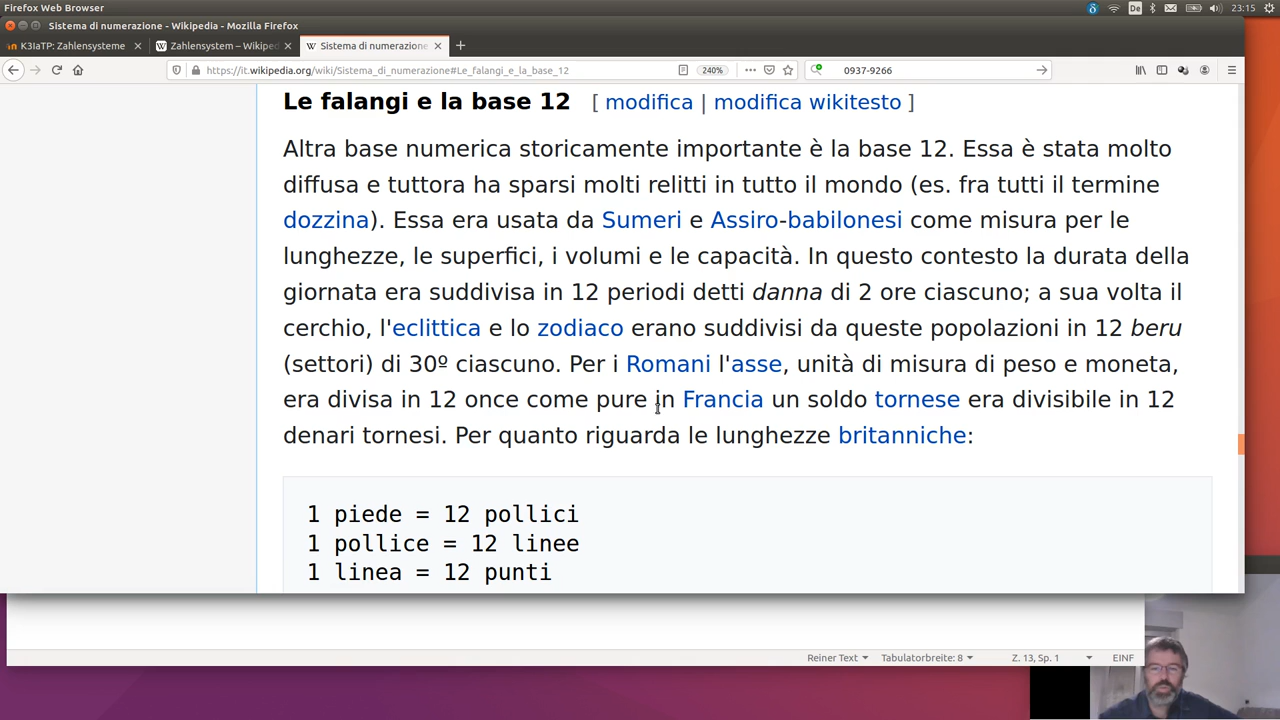 Firefox Web Browser
De
23:15
Sistema di numerazione - Wikipedia - Mozilla Firefox
K3IaTP: Zahlensysteme
Zahlensystem – Wikiped
Sistema di numerazione
https://it.wikipedia.org/wiki/Sistema_di_numerazione#Le_falangi_e_la_base_12
240%
0937-9266
Le falangi e la base 12 [ modifica | modifica wikitesto ]
Altra base numerica storicamente importante è la base 12. Essa è stata molto
diffusa e tuttora ha sparsi molti relitti in tutto il mondo (es. fra tutti il termine
dozzina). Essa era usata da Sumeri e Assiro-babilonesi come misura per le
lunghezze, le superfici, i volumi e le capacità. In questo contesto la durata della
giornata era suddivisa in 12 periodi detti danna di 2 ore ciascuno; a sua volta il
cerchio, l'eclittica e lo zodiaco erano suddivisi da queste popolazioni in 12 beru
(settori) di 30º ciascuno. Per i Romani l'asse, unità di misura di peso e moneta,
era divisa in 12 once come pure in Francia un soldo tornese era divisibile in 12
denari tornesi. Per quanto riguarda le lunghezze britanniche:
1 piede = 12 pollici
1 pollice = 12 linee
1 linea = 12 punti
Reiner Text
Tabulatorbreite: 8
Z. 13, Sp. 1
EINF